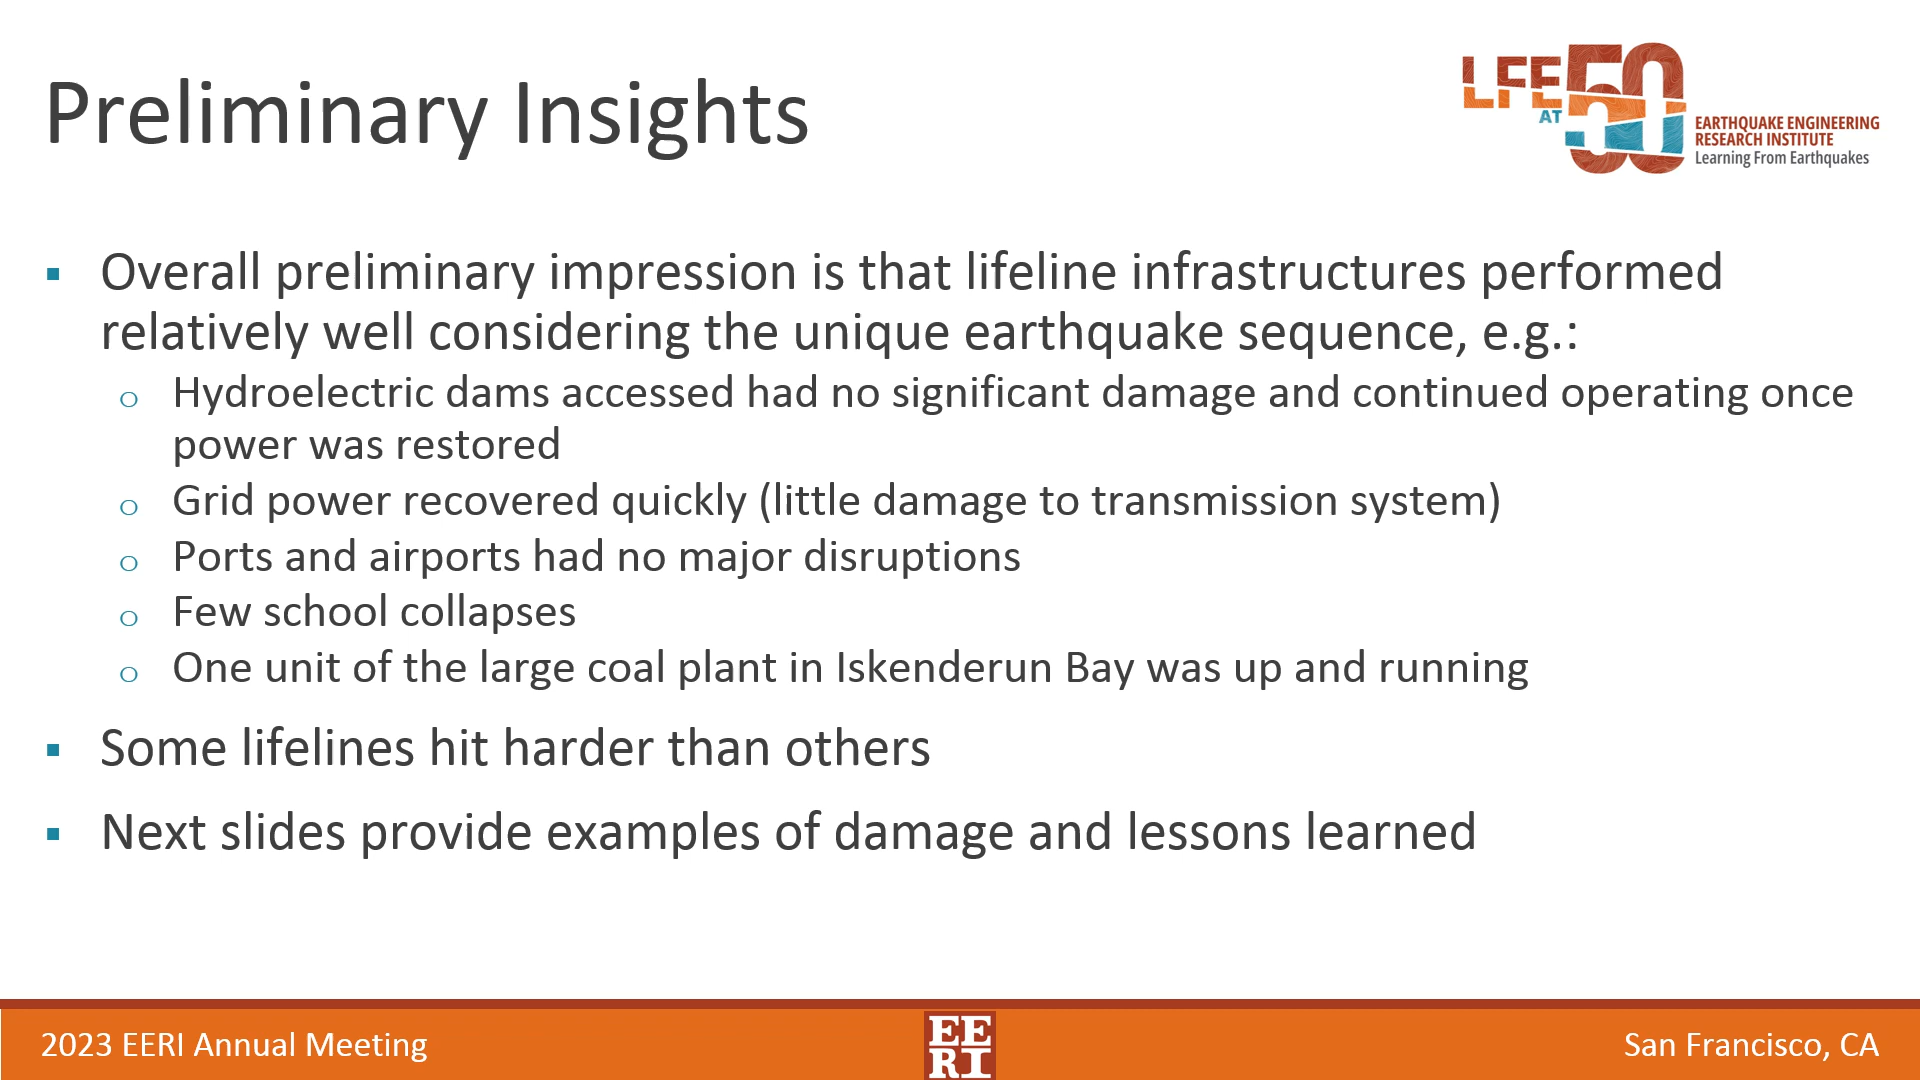 Preliminary Insights
LFE
AT
50
EARTHQUAKE ENGINEERING
RESEARCH INSTITUTE
Learning From Earthquakes
▪ Overall preliminary impression is that lifeline infrastructures performed
relatively well considering the unique earthquake sequence, e.g.:
o Hydroelectric dams accessed had no significant damage and continued operating once
power was restored
o Grid power recovered quickly (little damage to transmission system)
o Ports and airports had no major disruptions
o Few school collapses
o One unit of the large coal plant in Iskenderun Bay was up and running
▪ Some lifelines hit harder than others
▪ Next slides provide examples of damage and lessons learned
2023 EERI Annual Meeting
EE
RI
San Francisco, CA